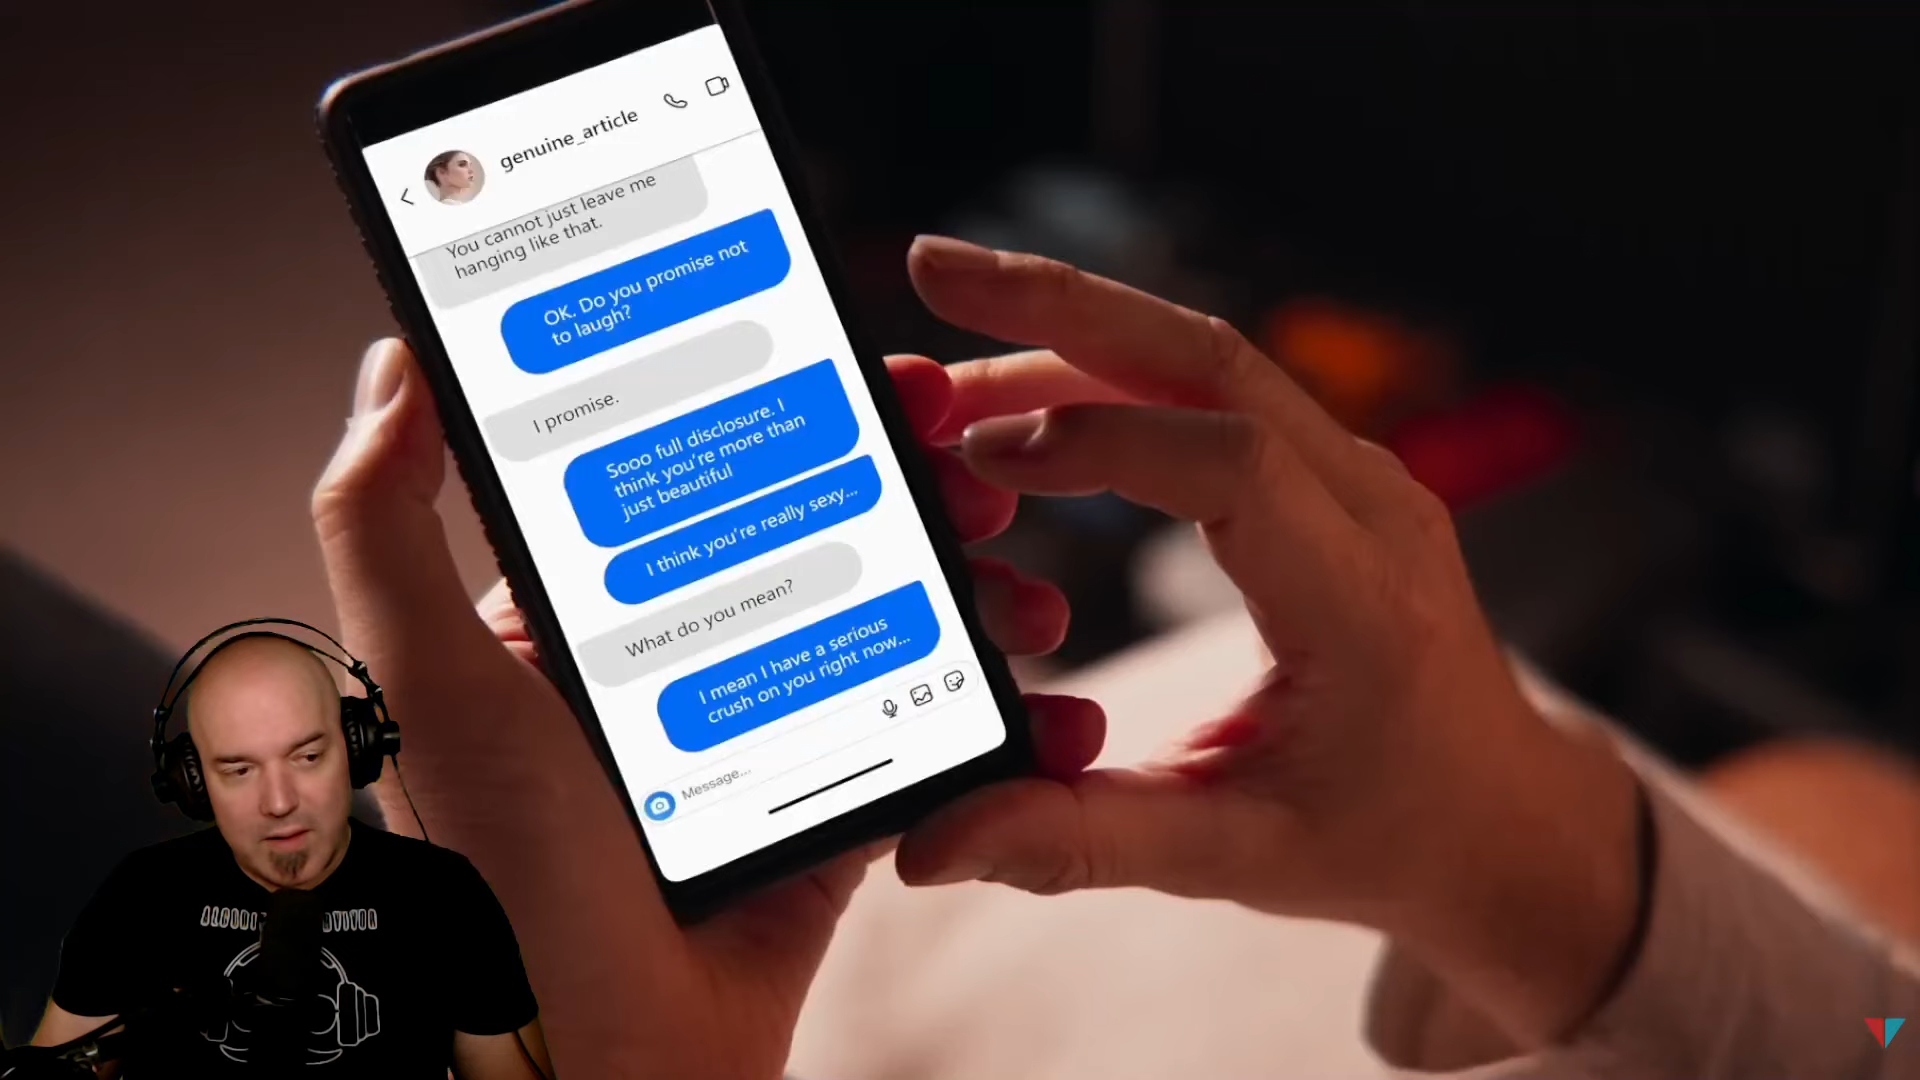 genuine_article
You cannot just leave me
hanging like that.
OK. Do you promise not
to laugh?
I promise.
Sooo full disclosure. I
think you're more than
just beautiful
I think you're really sexy...
What do you mean?
I mean I have a serious
crush on you right now...
Message...